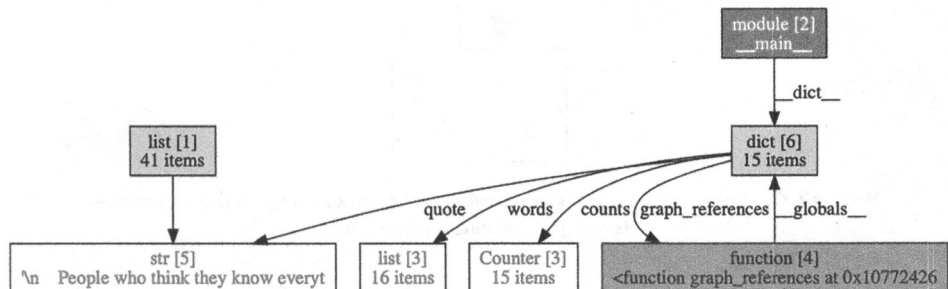 module [2]
__main__
__dict__
list [1]
41 items
dict [6]
15 items
quote
words
counts
graph_references
__globals__
str [5]
'\n    People who think they know everyt
list [3]
16 items
Counter [3]
15 items
function [4]
<function graph_references at 0x10772426